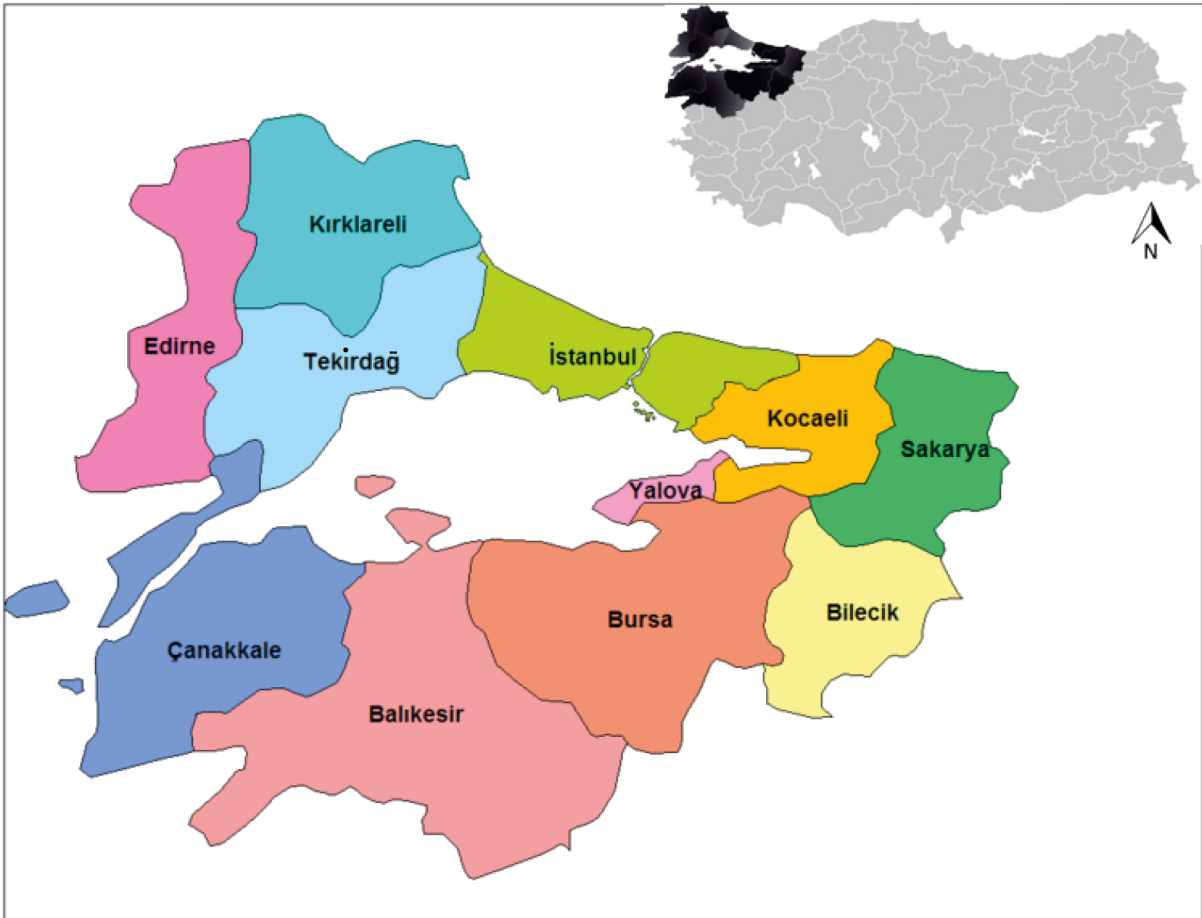 N
Kırklareli
Edirne
Tekirdağ
İstanbul
Kocaeli
Sakarya
Yalova
Bursa
Bilecik
Çanakkale
Balıkesir